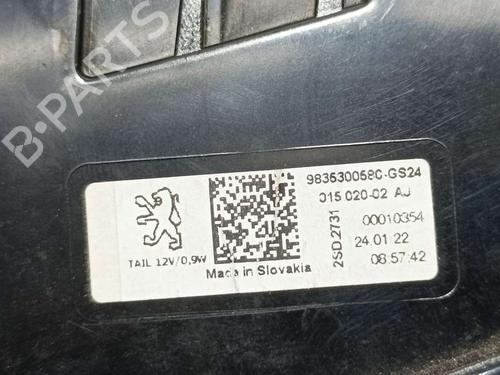 B-PARTS
9835300580-GS24
015 020-02 AJ
2SD.2731
00010354
24.01.22
08:57:42
TAIL 12V/0,9W
Made in Slovakia